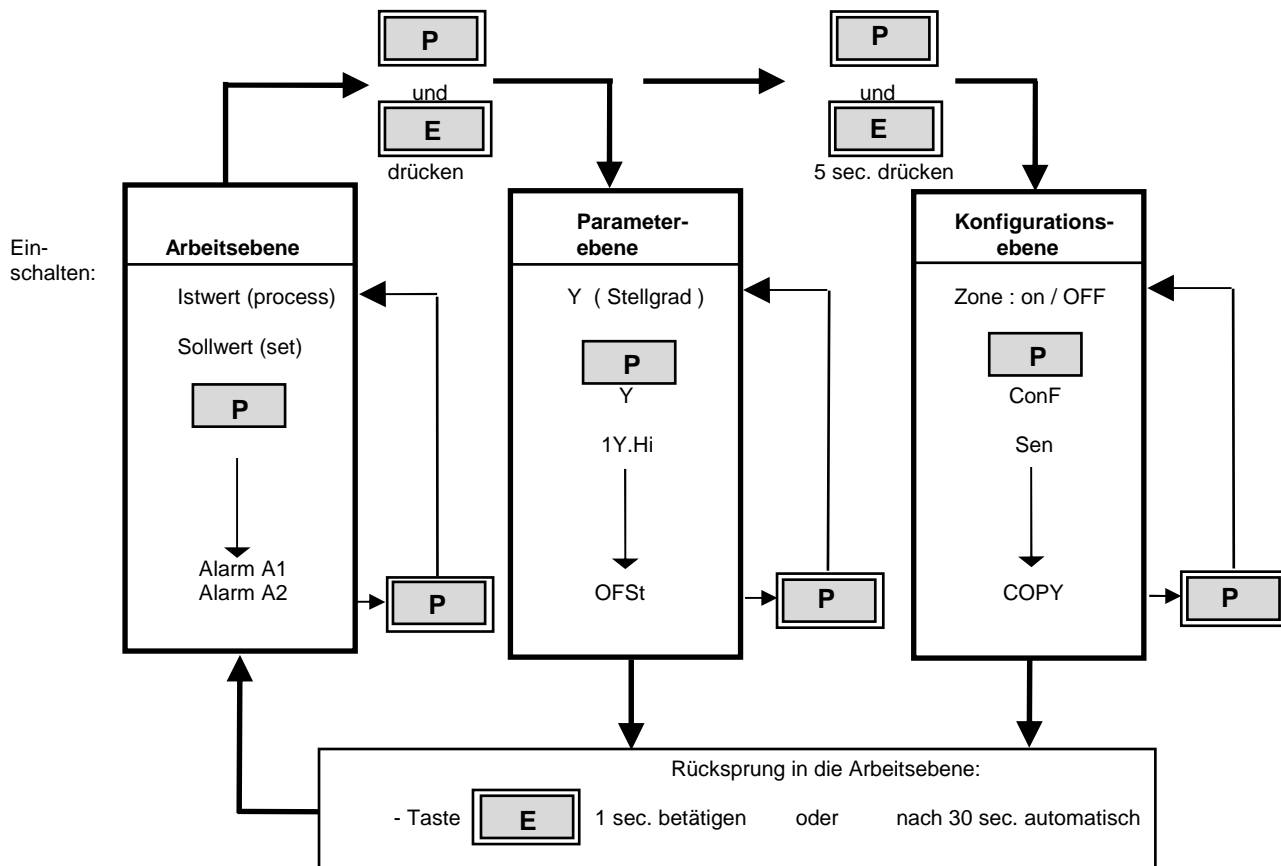 P
und
E
drücken
P
und
E
5 sec. drücken
Ein-
schalten:
Arbeitsebene
Istwert (process)
Sollwert (set)
P
Alarm A1
Alarm A2
P
Parameter-
ebene
Y ( Stellgrad )
P
Y
1Y.Hi
OFSt
P
Konfigurations-
ebene
Zone : on / OFF
P
ConF
Sen
COPY
P
Rücksprung in die Arbeitsebene:
- Taste E 1 sec. betätigen oder nach 30 sec. automatisch